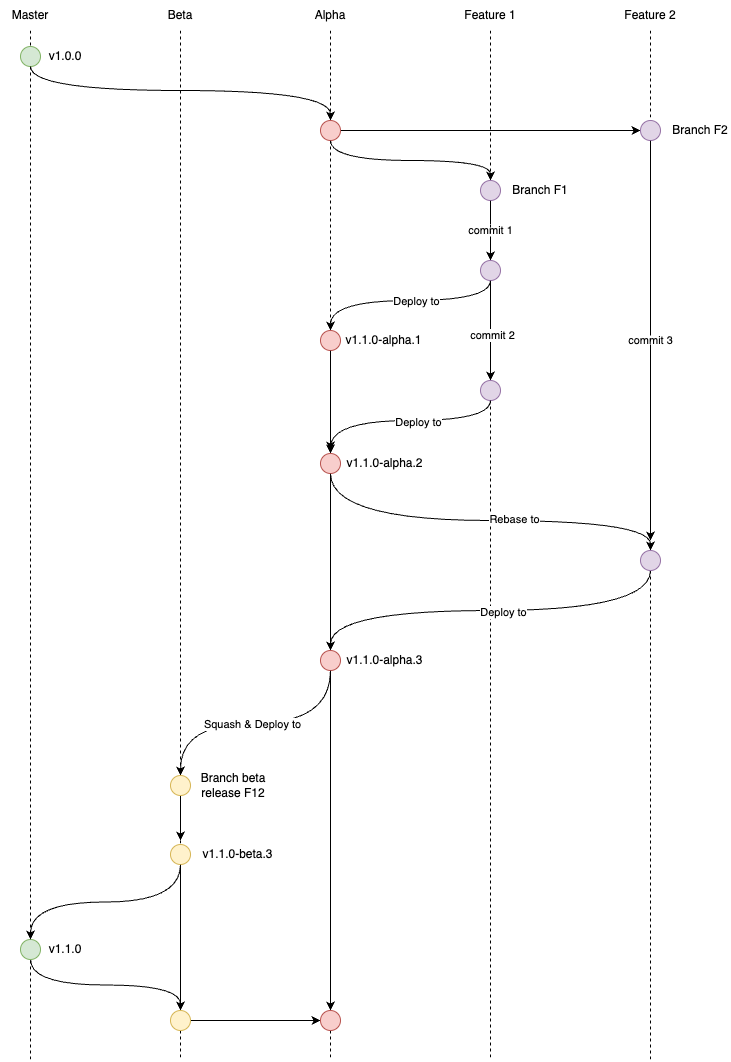 Master
Beta
Alpha
Feature 1
Feature 2
v1.0.0
Branch F2
Branch F1
commit 1
Deploy to
commit 2
v1.1.0-alpha.1
commit 3
Deploy to
v1.1.0-alpha.2
Rebase to
Deploy to
v1.1.0-alpha.3
Squash & Deploy to
Branch beta
release F12
v1.1.0-beta.3
v1.1.0